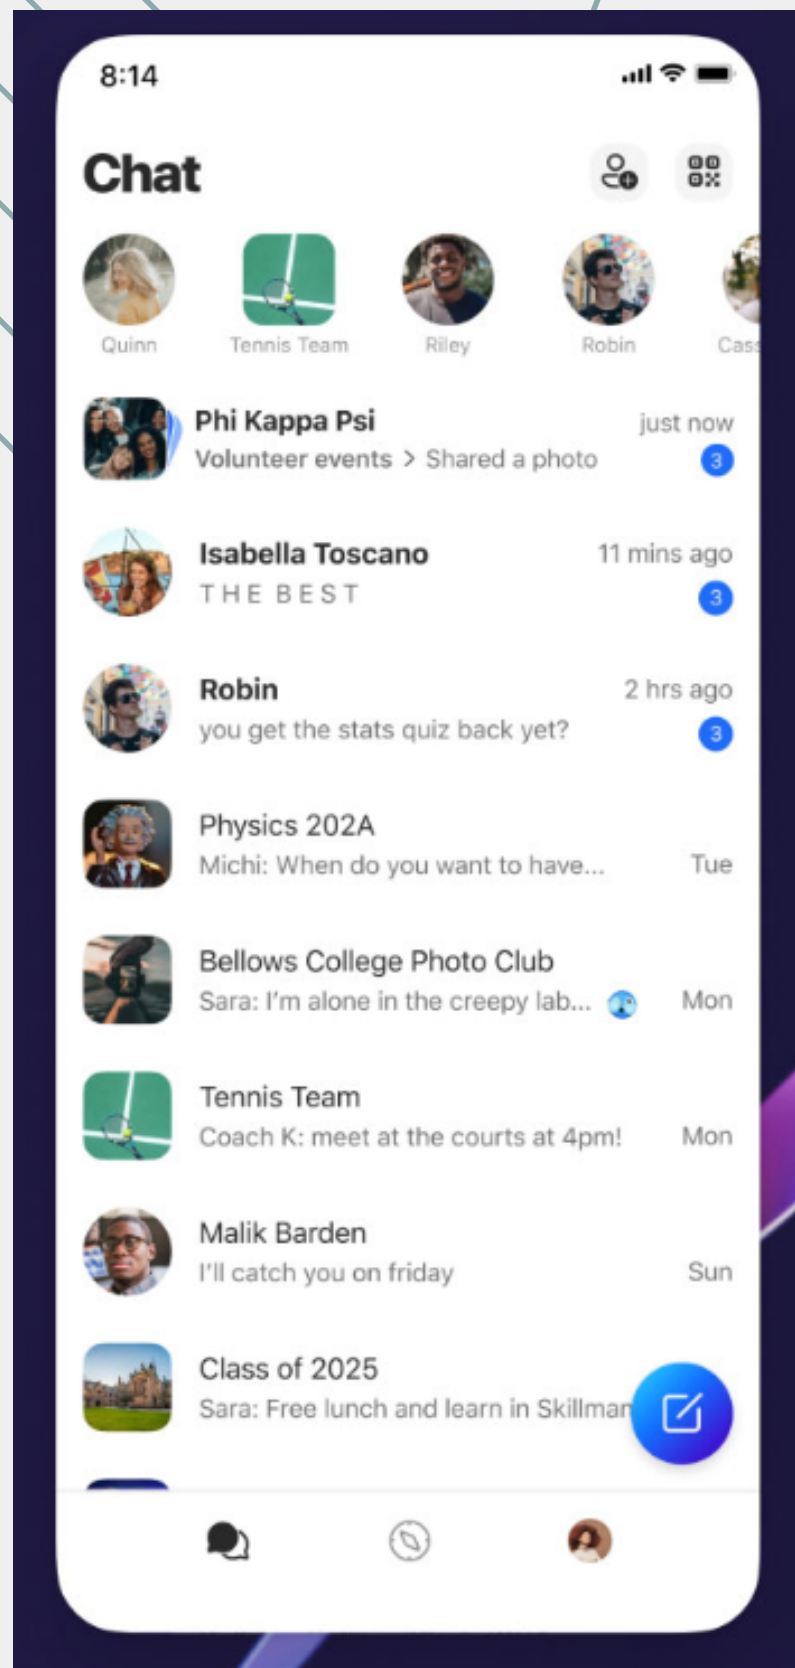 8:14
Chat
Quinn
Tennis Team
Riley
Robin
Cass
Phi Kappa Psi
just now
Volunteer events > Shared a photo
3
Isabella Toscano
11 mins ago
T H E B E S T
3
Robin
2 hrs ago
you get the stats quiz back yet?
3
Physics 202A
Michi: When do you want to have...
Tue
Bellows College Photo Club
Sara: I'm alone in the creepy lab...
Mon
Tennis Team
Coach K: meet at the courts at 4pm!
Mon
Malik Barden
I'll catch you on friday
Sun
Class of 2025
Sara: Free lunch and learn in Skillman